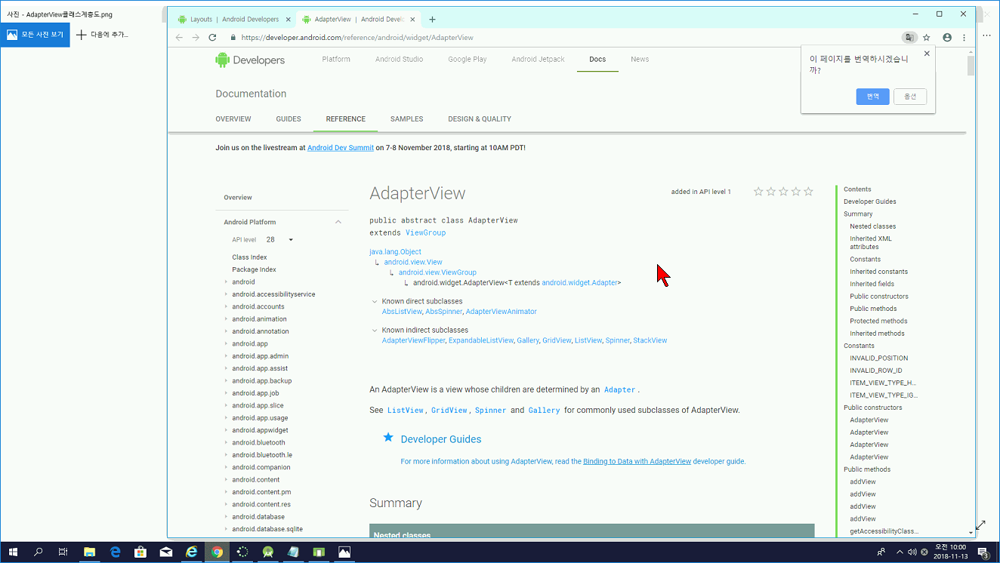 사진 - AdapterView클래스계층도.png
모든 사진 보기
다음에 추가...
Layouts | Android Developers
AdapterView | Android Devel
https://developer.android.com/reference/android/widget/AdapterView
Developers
Platform
Android Studio
Google Play
Android Jetpack
Docs
News
이 페이지를 번역하시겠습니
까?
번역
옵션
Documentation
OVERVIEW
GUIDES
REFERENCE
SAMPLES
DESIGN & QUALITY
Join us on the livestream at Android Dev Summit on 7-8 November 2018, starting at 10AM PDT!
Overview
Android Platform
API level 28
Class Index
Package Index
android
android.accessibilityservice
android.accounts
android.animation
android.annotation
android.app
android.app.admin
android.app.assist
android.app.backup
android.app.job
android.app.slice
android.app.usage
android.appwidget
android.bluetooth
android.bluetooth.le
android.companion
android.content
android.content.pm
android.content.res
android.database
android.database.sqlite
AdapterView
added in API level 1
public abstract class AdapterView
extends ViewGroup
java.lang.Object
↳ android.view.View
↳ android.view.ViewGroup
↳ android.widget.AdapterView<T extends android.widget.Adapter>
Known direct subclasses
AbsListView, AbsSpinner, AdapterViewAnimator
Known indirect subclasses
AdapterViewFlipper, ExpandableListView, Gallery, GridView, ListView, Spinner, StackView
An AdapterView is a view whose children are determined by an Adapter.
See ListView, GridView, Spinner and Gallery for commonly used subclasses of AdapterView.
Developer Guides
For more information about using AdapterView, read the Binding to Data with AdapterView developer guide.
Summary
Nested classes
Contents
Developer Guides
Summary
Nested classes
Inherited XML
attributes
Constants
Inherited constants
Inherited fields
Public constructors
Public methods
Protected methods
Inherited methods
Constants
INVALID_POSITION
INVALID_ROW_ID
ITEM_VIEW_TYPE_H...
ITEM_VIEW_TYPE_IG...
Public constructors
AdapterView
AdapterView
AdapterView
AdapterView
Public methods
addView
addView
addView
addView
getAccessibilityClass...
오전 10:00
2018-11-13
3